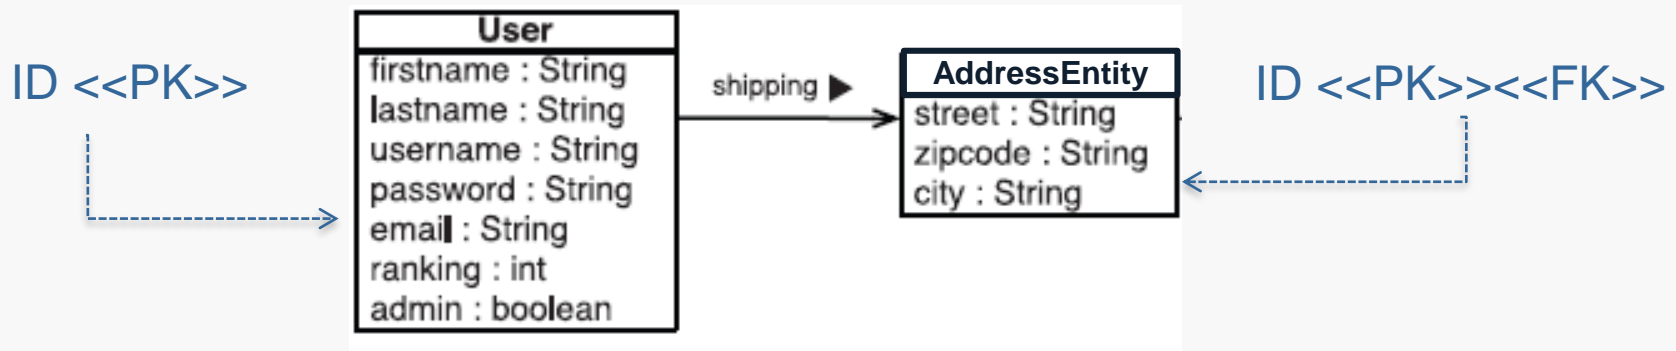 ID <<PK>>
User
firstname : String
lastname : String
username : String
password : String
email : String
ranking : int
admin : boolean
shipping ▶
AddressEntity
street : String
zipcode : String
city : String
ID <<PK>><<FK>>